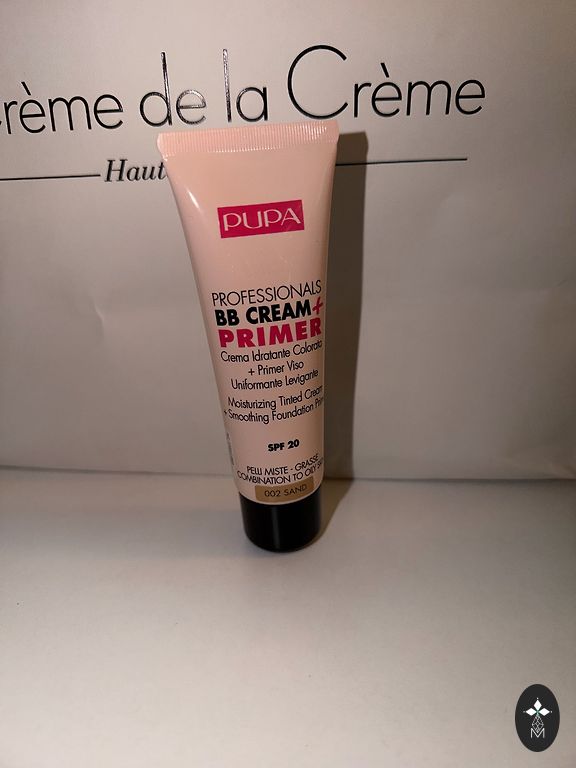 crème de la Crème
Haut
PUPA
PROFESSIONALS
BB CREAM+
PRIMER
Crema Idratante Colorata
+ Primer Viso
Uniformante Levigante
Moisturizing Tinted Cream
+ Smoothing Foundation
SPF 20
PELLI MISTE - GRASSE
COMBINATION TO OILY
002 SAND
M